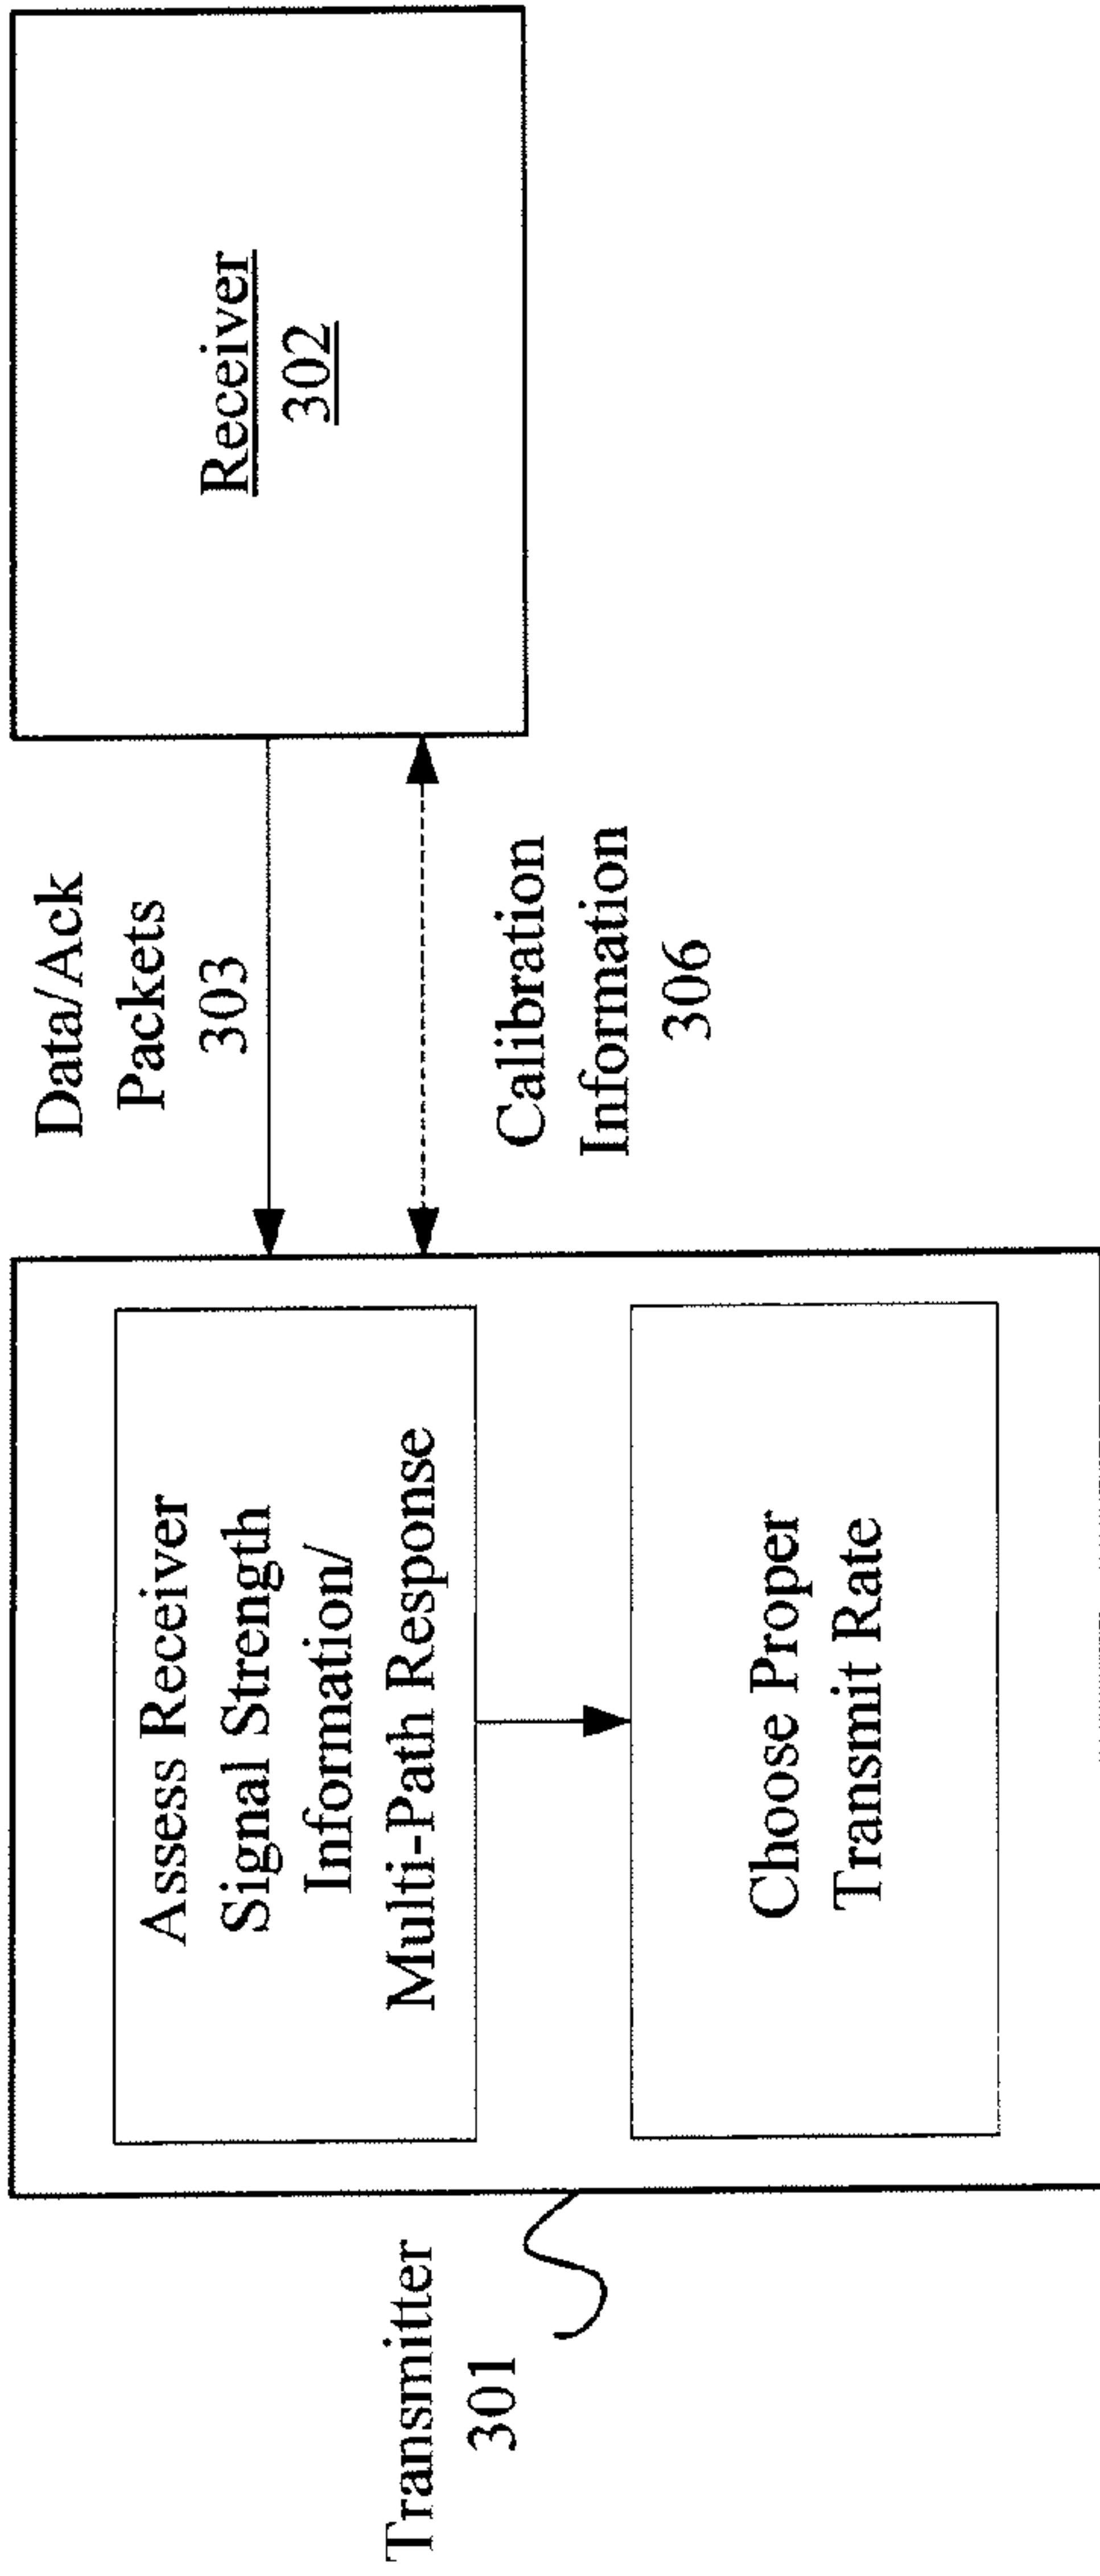 Transmitter
301
Assess Receiver
Signal Strength
Information/
Multi-Path Response
Choose Proper
Transmit Rate
Data/Ack
Packets
303
Calibration
Information
306
Receiver
302